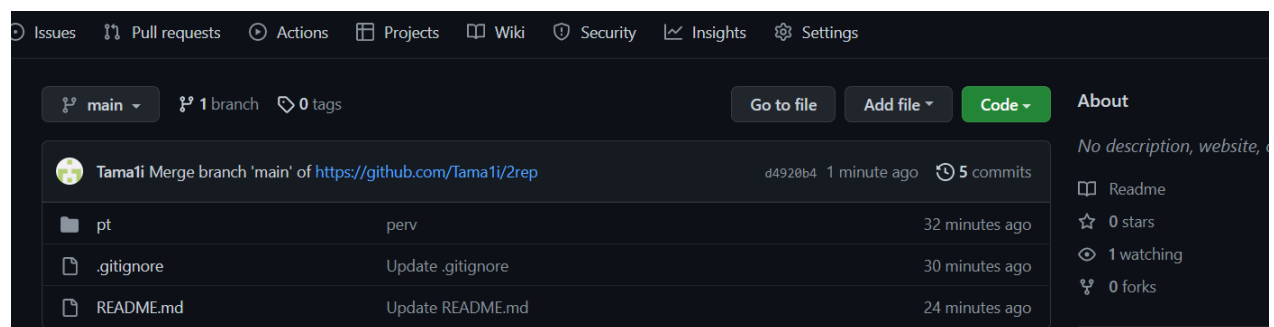 Issues Pull requests Actions Projects Wiki Security Insights Settings
main 1 branch 0 tags Go to file Add file Code
About
No description, website,
Tama1i Merge branch 'main' of https://github.com/Tama1i/2rep d4920b4 1 minute ago 5 commits
Readme
pt perv 32 minutes ago
0 stars
1 watching
.gitignore Update .gitignore 30 minutes ago
0 forks
README.md Update README.md 24 minutes ago